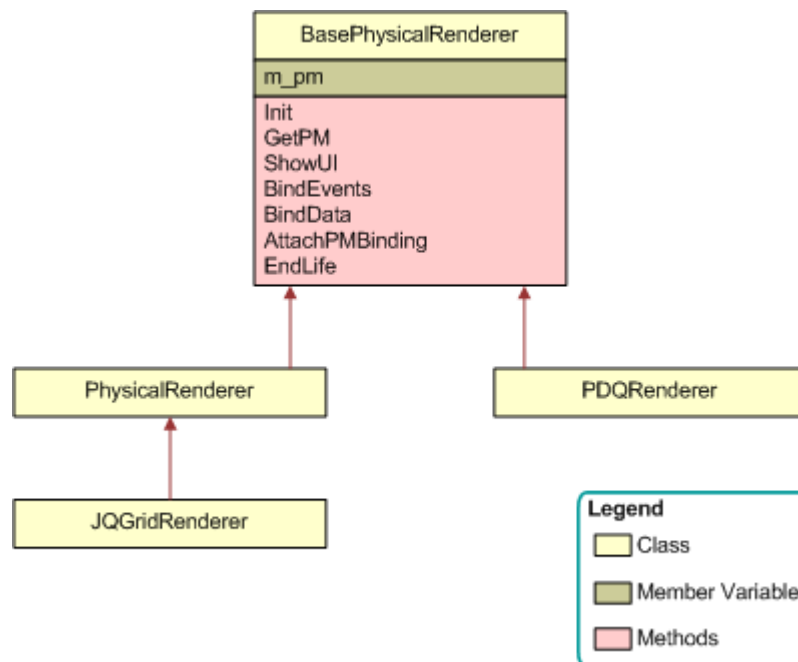 BasePhysicalRenderer
m_pm
Init
GetPM
ShowUI
BindEvents
BindData
AttachPMBinding
EndLife
PhysicalRenderer
PDQRenderer
JQGridRenderer
Legend
Class
Member Variable
Methods